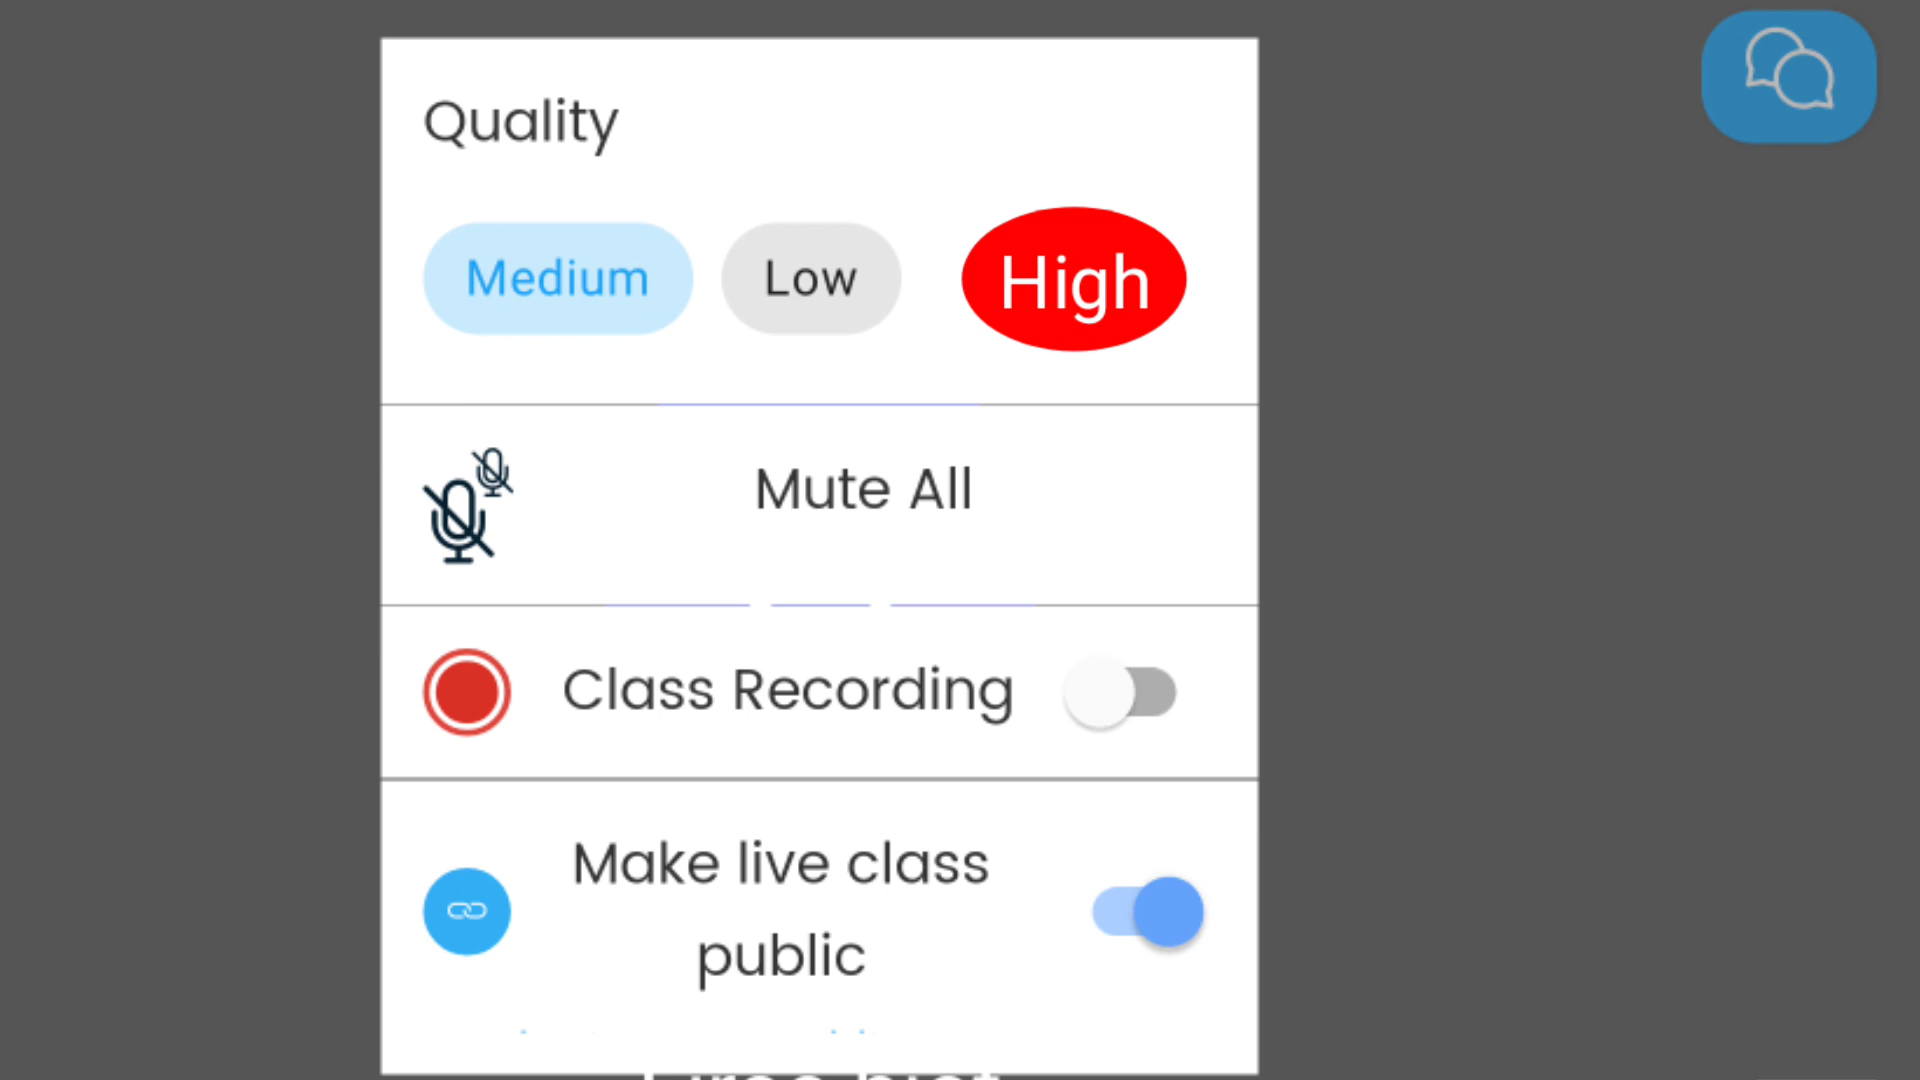 Quality
Medium Low High
Mute All
Class Recording
Make live class
public